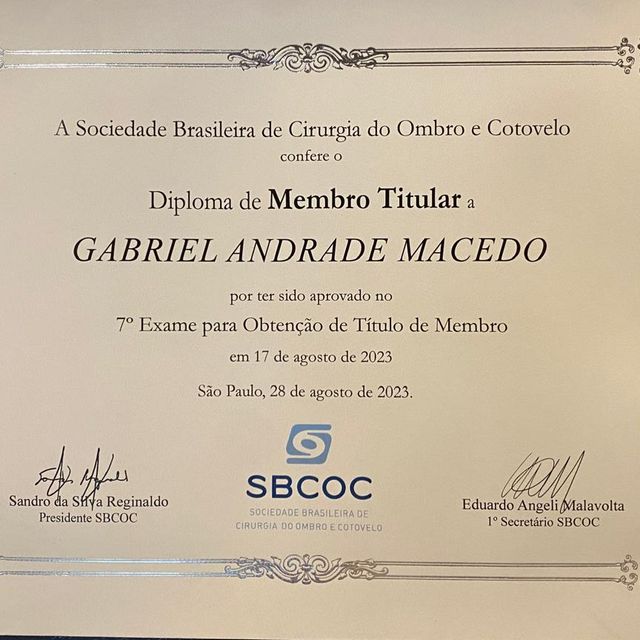 A Sociedade Brasileira de Cirurgia do Ombro e Cotovelo
confere o
Diploma de Membro Titular a
GABRIEL ANDRADE MACEDO
por ter sido aprovado no
7º Exame para Obtenção de Título de Membro
em 17 de agosto de 2023
São Paulo, 28 de agosto de 2023.
Sandro da Silva Reginaldo
Presidente SBCOC
SBCOC
SOCIEDADE BRASILEIRA DE
CIRURGIA DO OMBRO E COTOVELO
Eduardo Angeli Malavolta
1º Secretário SBCOC